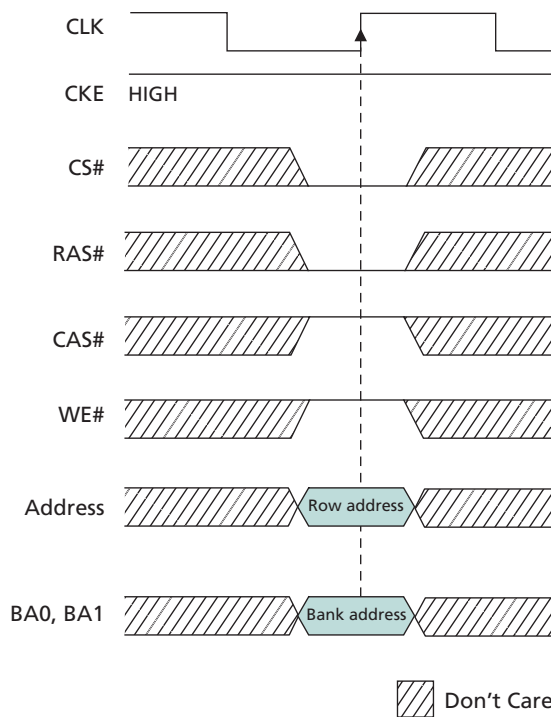 CLK
CKE HIGH
CS#
RAS#
CAS#
WE#
Address Row address
BA0, BA1 Bank address
Don't Care